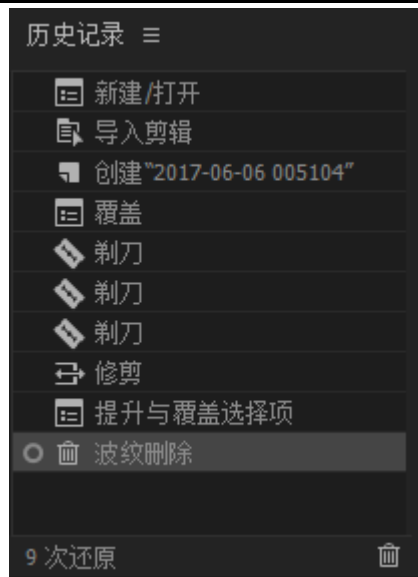 历史记录
新建/打开
导入剪辑
创建“2017-06-06 005104”
覆盖
剃刀
剃刀
剃刀
修剪
提升与覆盖选择项
波纹删除
9 次还原